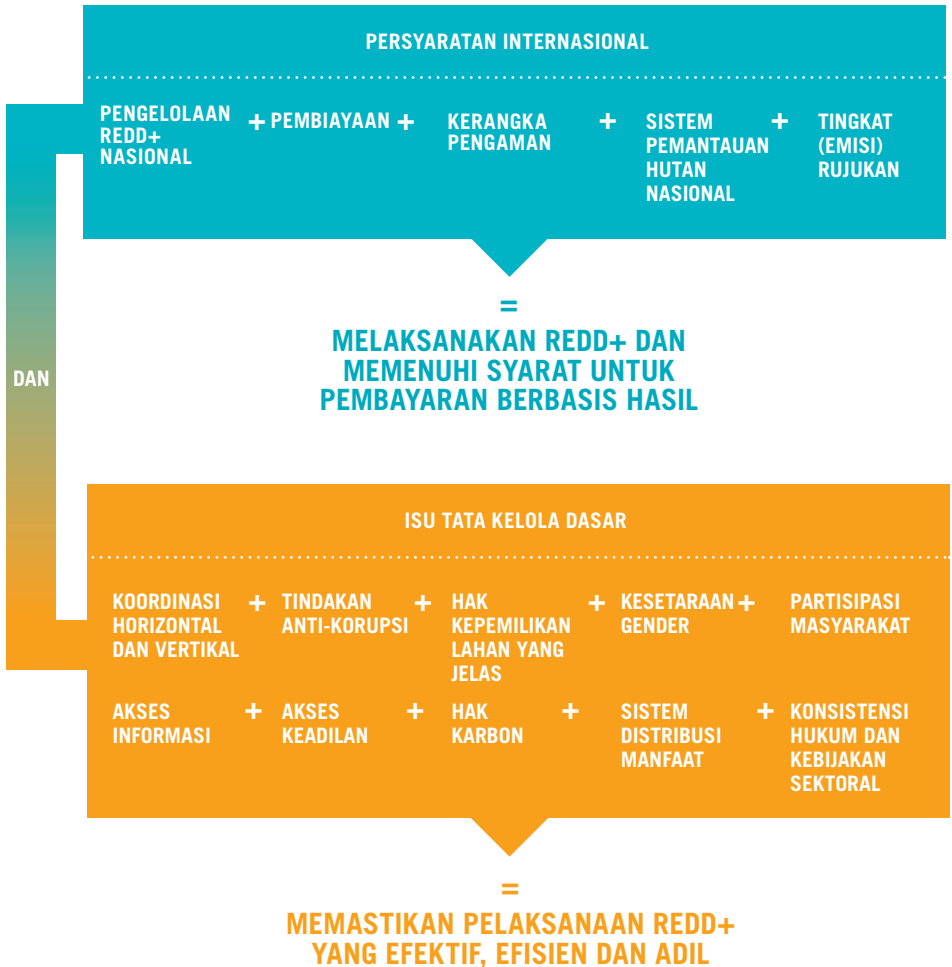 PERSYARATAN INTERNASIONAL
PENGELOLAAN
REDD+
NASIONAL
+
PEMBIAYAAN
+
KERANGKA
PENGAMAN
+
SISTEM
PEMANTAUAN
HUTAN
NASIONAL
+
TINGKAT
(EMISI)
RUJUKAN
=
MELAKSANAKAN REDD+ DAN
MEMENUHI SYARAT UNTUK
PEMBAYARAN BERBASIS HASIL
DAN
ISU TATA KELOLA DASAR
KOORDINASI
HORIZONTAL
DAN VERTIKAL
+
TINDAKAN
ANTI-KORUPSI
+
HAK
KEPEMILIKAN
LAHAN YANG
JELAS
+
KESETARAAN
GENDER
+
PARTISIPASI
MASYARAKAT
AKSES
INFORMASI
+
AKSES
KEADILAN
+
HAK
KARBON
+
SISTEM
DISTRIBUSI
MANFAAT
+
KONSISTENSI
HUKUM DAN
KEBIJAKAN
SEKTORAL
=
MEMASTIKAN PELAKSANAAN REDD+
YANG EFEKTIF, EFISIEN DAN ADIL